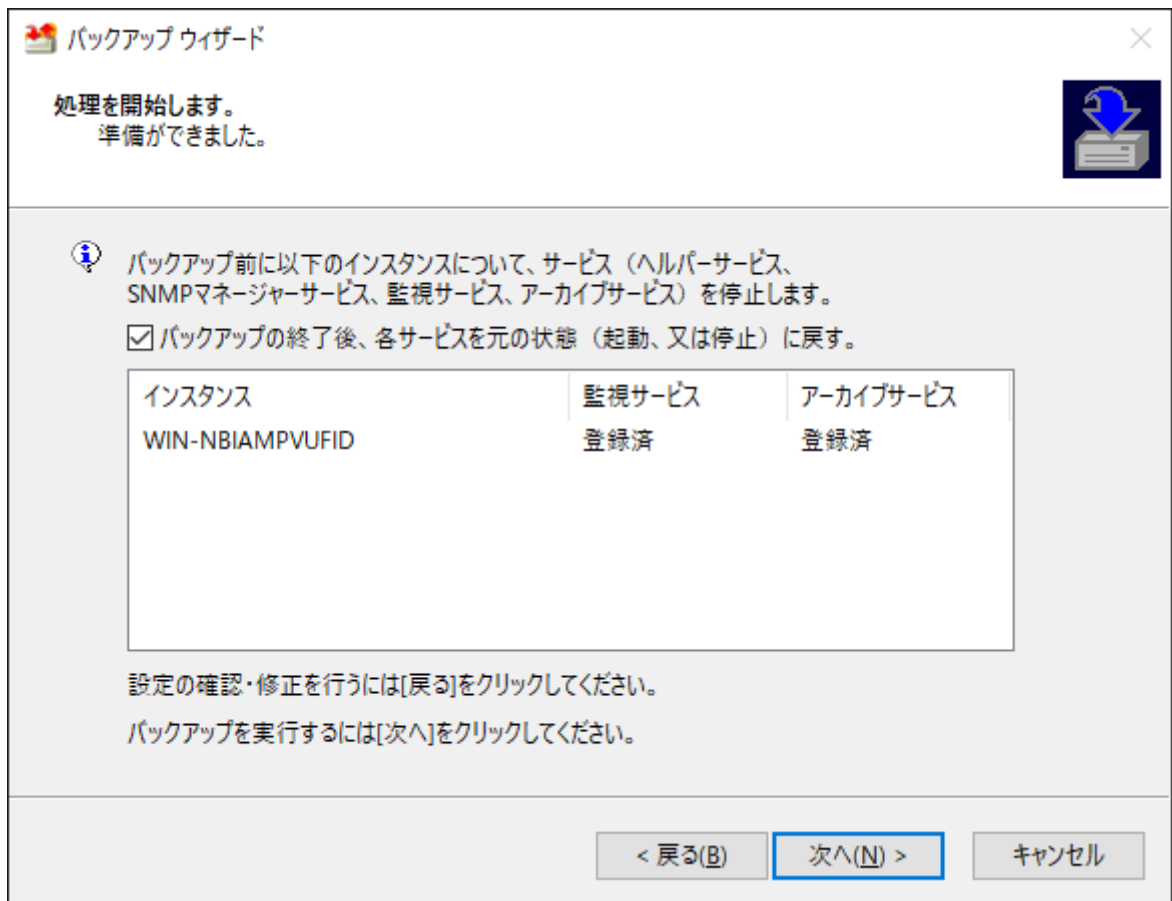 バックアップ ウィザード
処理を開始します。
準備ができました。
バックアップ前に以下のインスタンスについて、サービス（ヘルパーサービス、
SNMPマネージャーサービス、監視サービス、アーカイブサービス）を停止します。
バックアップの終了後、各サービスを元の状態（起動、又は停止）に戻す。
インスタンス 監視サービス アーカイブサービス
WIN-NBIAMPVUFID 登録済 登録済
設定の確認・修正を行うには[戻る]をクリックしてください。
バックアップを実行するには[次へ]をクリックしてください。
< 戻る(B) 次へ(N) > キャンセル